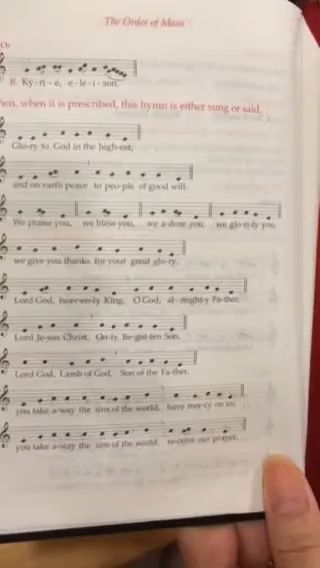 The Order of Mass
℟. Ky-ri-e, e-le-i-son.
when it is prescribed, this hymn is either sung or said.
Glo-ry to God in the high-est,
and on earth peace to peo-ple of good will.
We praise you, we bless you, we a-dore you, we glo-ri-fy you,
we give you thanks for your great glo-ry,
Lord God, heav-en-ly King, O God, al-might-y Fa-ther.
Lord Je-sus Christ, On-ly Be-got-ten Son,
Lord God, Lamb of God, Son of the Fa-ther,
you take a-way the sins of the world, have mer-cy on us;
you take a-way the sins of the world, re-ceive our prayer.